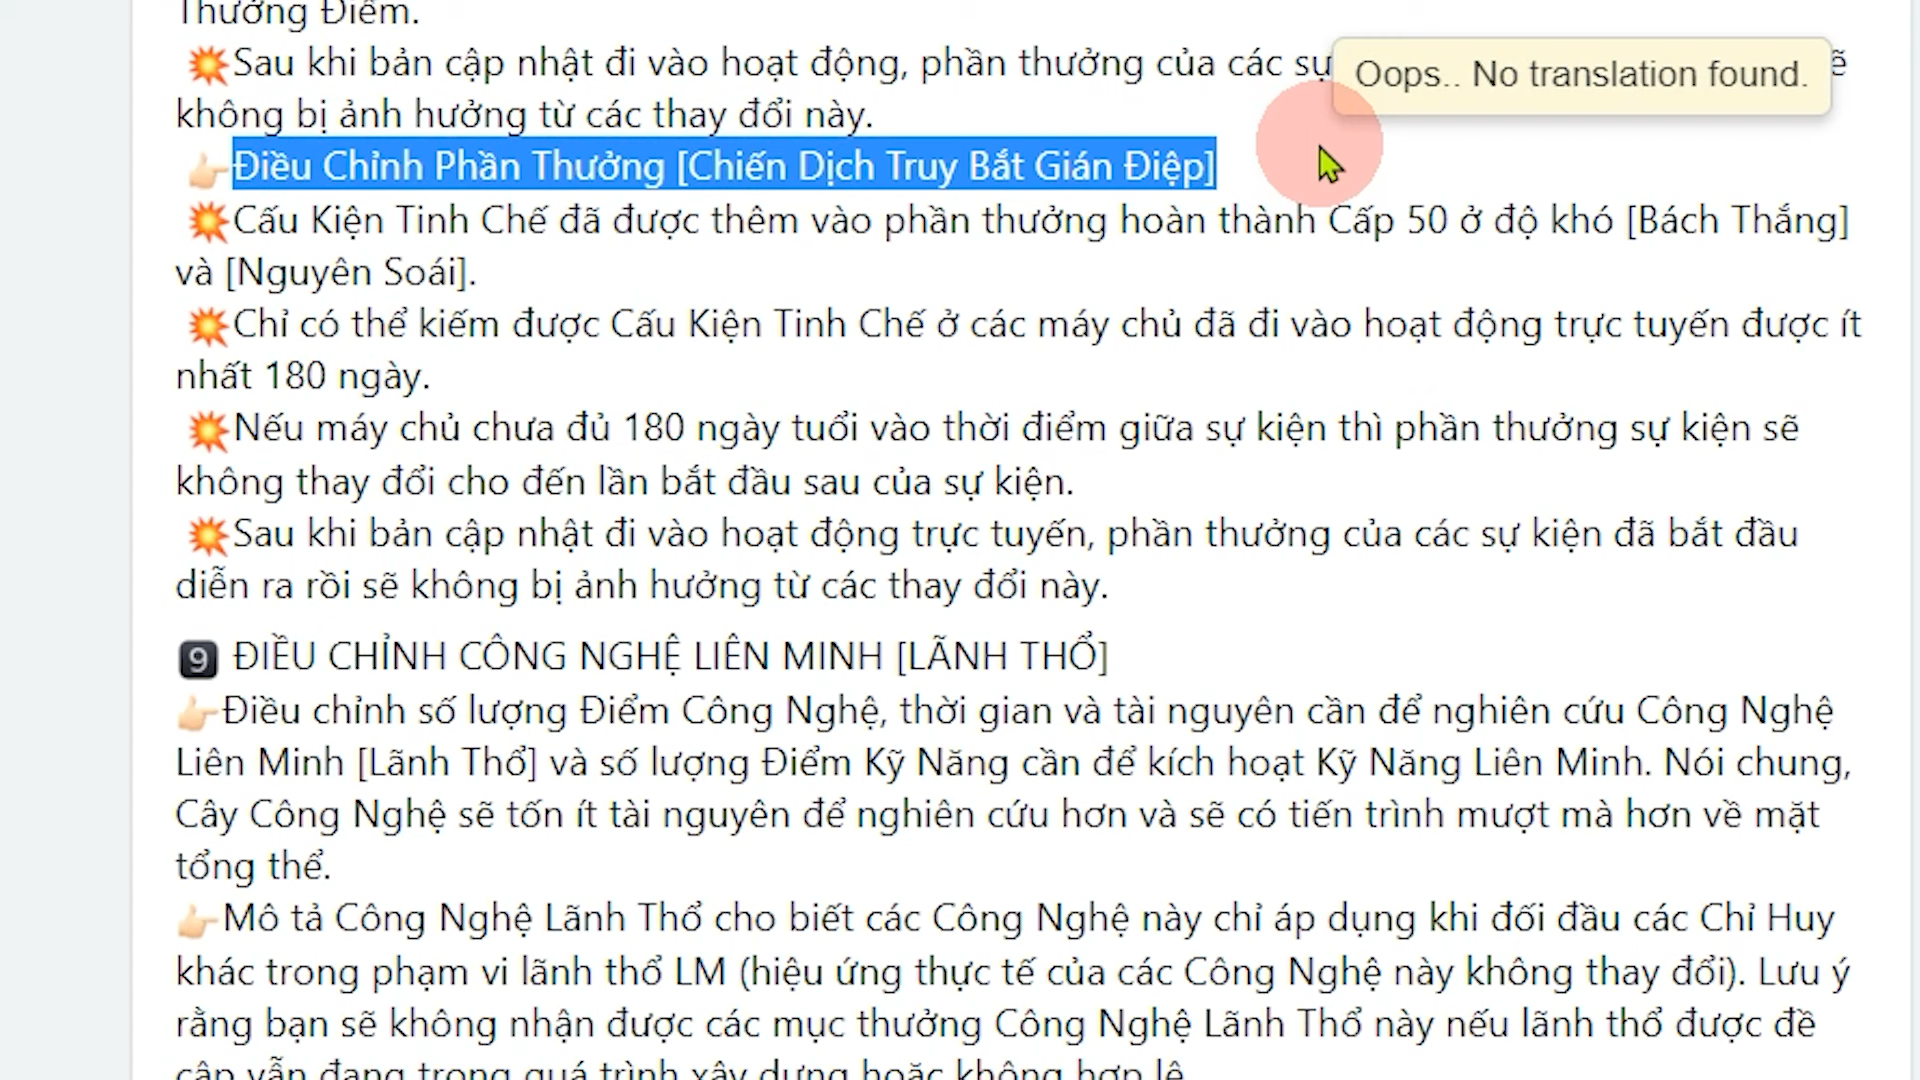 Thưởng Điểm.
💥Sau khi bản cập nhật đi vào hoạt động, phần thưởng của các sự
Oops.. No translation found.
không bị ảnh hưởng từ các thay đổi này.
👉🏻Điều Chỉnh Phần Thưởng [Chiến Dịch Truy Bắt Gián Điệp]
💥Cấu Kiện Tinh Chế đã được thêm vào phần thưởng hoàn thành Cấp 50 ở độ khó [Bách Thắng]
và [Nguyên Soái].
💥Chỉ có thể kiếm được Cấu Kiện Tinh Chế ở các máy chủ đã đi vào hoạt động trực tuyến được ít
nhất 180 ngày.
💥Nếu máy chủ chưa đủ 180 ngày tuổi vào thời điểm giữa sự kiện thì phần thưởng sự kiện sẽ
không thay đổi cho đến lần bắt đầu sau của sự kiện.
💥Sau khi bản cập nhật đi vào hoạt động trực tuyến, phần thưởng của các sự kiện đã bắt đầu
diễn ra rồi sẽ không bị ảnh hưởng từ các thay đổi này.
9️⃣ ĐIỀU CHỈNH CÔNG NGHỆ LIÊN MINH [LÃNH THỔ]
👉🏻Điều chỉnh số lượng Điểm Công Nghệ, thời gian và tài nguyên cần để nghiên cứu Công Nghệ
Liên Minh [Lãnh Thổ] và số lượng Điểm Kỹ Năng cần để kích hoạt Kỹ Năng Liên Minh. Nói chung,
Cây Công Nghệ sẽ tốn ít tài nguyên để nghiên cứu hơn và sẽ có tiến trình mượt mà hơn về mặt
tổng thể.
👉🏻Mô tả Công Nghệ Lãnh Thổ cho biết các Công Nghệ này chỉ áp dụng khi đối đầu các Chỉ Huy
khác trong phạm vi lãnh thổ LM (hiệu ứng thực tế của các Công Nghệ này không thay đổi). Lưu ý
rằng bạn sẽ không nhận được các mục thưởng Công Nghệ Lãnh Thổ này nếu lãnh thổ được đề
cập vẫn đang trong quá trình xây dựng hoặc không hợp lệ